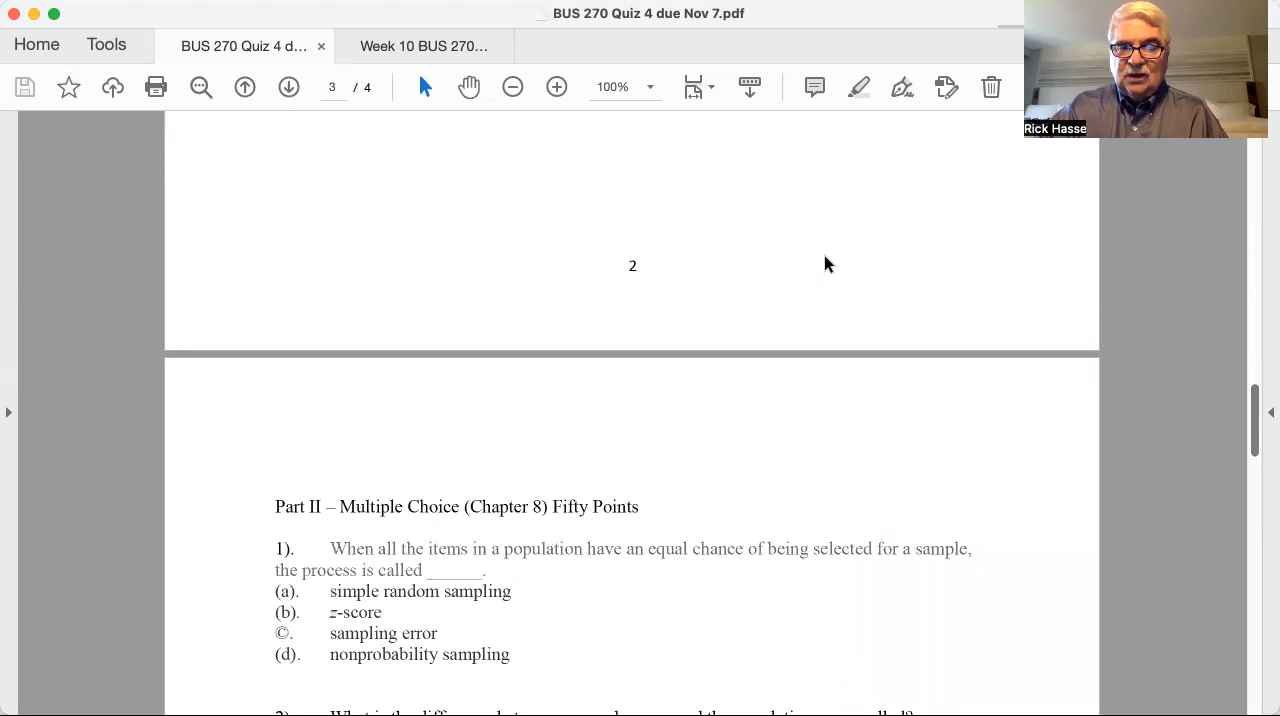 BUS 270 Quiz 4 due Nov 7.pdf
Home
Tools
BUS 270 Quiz 4 d... ×
Week 10 BUS 270...
3 / 4
100%
Rick Hasse
2
Part II – Multiple Choice (Chapter 8) Fifty Points
1). When all the items in a population have an equal chance of being selected for a sample,
the process is called ______.
(a). simple random sampling
(b). z-score
©. sampling error
(d). nonprobability sampling